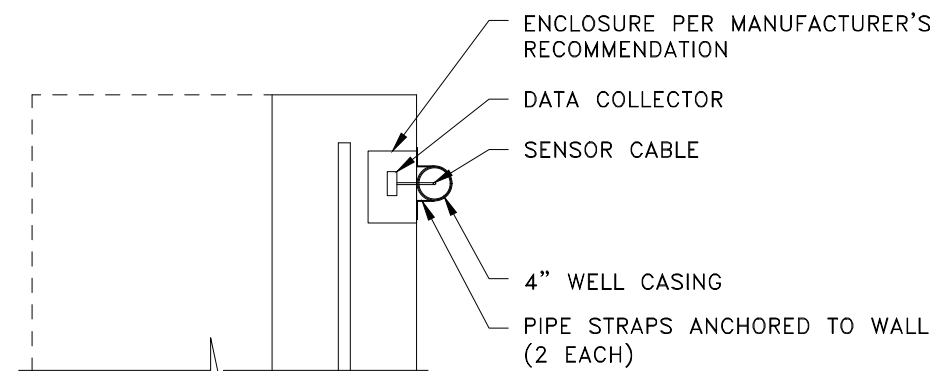 ENCLOSURE PER MANUFACTURER'S
RECOMMENDATION
DATA COLLECTOR
SENSOR CABLE
4” WELL CASING
PIPE STRAPS ANCHORED TO WALL
(2 EACH)